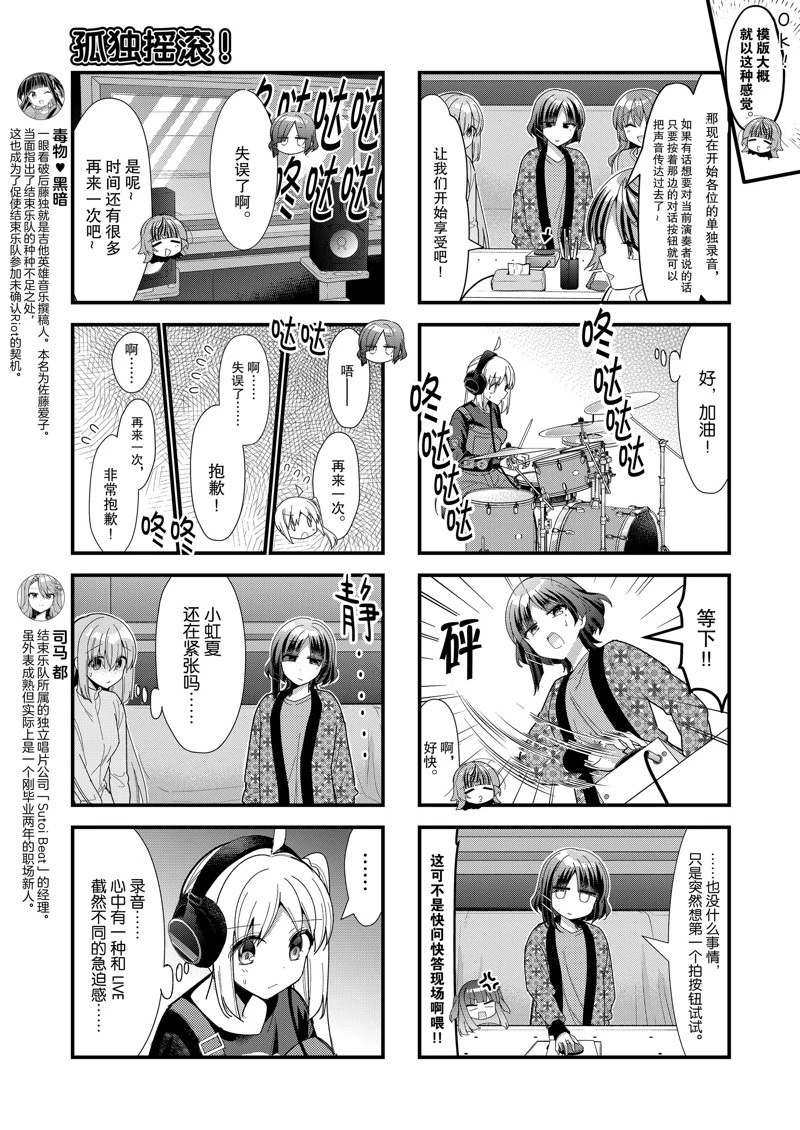 孤独摇滚！
OK!
模版大概
就以这种感觉。
那现在开始各位的单独录音，
如果有话想要对当前演奏者说的话
只要按着那边的对话按钮就可以
把声音传达过去了~
让我们开始享受吧！
好，加油！
咚
哒
哒
哒
咚
哒
哒
哒
等下!!
砰
啊，
好快。
……也没什么事情，
只是突然想第一个拍按钮试试。
这可不是快问快答现场啊喂!!
咚
哒
哒
哒
咚
哒
哒
哒
失误了啊。
是呢~
时间还有很多
再来一次吧~
哒
哒
唔——
再来一次。
咚
咚
啊……
失误了……
抱歉！
啊……
再来一次，
非常抱歉！
静……
小虹夏
还在紧张吗……
……
录音……
心中有一种和LIVE
截然不同的急迫感……
毒物♥黑暗
一眼看破后藤独就是吉他英雄音乐撰稿人。本名为佐藤爱子。
当面指出了结束乐队的种种不足之处，
这也成为了促使结束乐队参加未确认Riot的契机。
司马 都
结束乐队所属的独立唱片公司「Sutoi Beat」的经理。
虽外表成熟但实际上是一个刚毕业两年的职场新人。